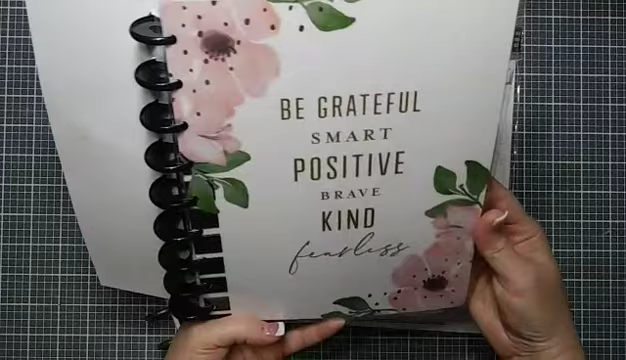 BE GRATEFUL
SMART
POSITIVE
BRAVE
KIND
fearless